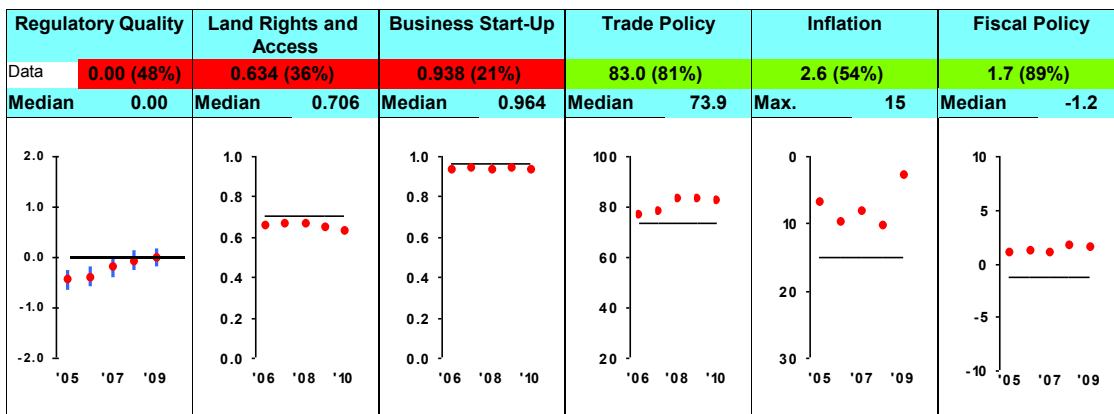 Regulatory Quality
Land Rights and
Access
Business Start-Up
Trade Policy
Inflation
Fiscal Policy
Data 0.00 (48%)
0.634 (36%)
0.938 (21%)
83.0 (81%)
2.6 (54%)
1.7 (89%)
Median 0.00
Median 0.706
Median 0.964
Median 73.9
Max. 15
Median -1.2
2.0
1.0
0.0
-1.0
-2.0
'05 '07 '09
1.0
0.8
0.6
0.4
0.2
0.0
'06 '08 '10
1.0
0.8
0.6
0.4
0.2
0.0
'06 '08 '10
100
80
60
40
20
'06 '08 '10
0
10
15
30
'05 '07 '09
10
5
0
-5
-10
'05 '07 '09